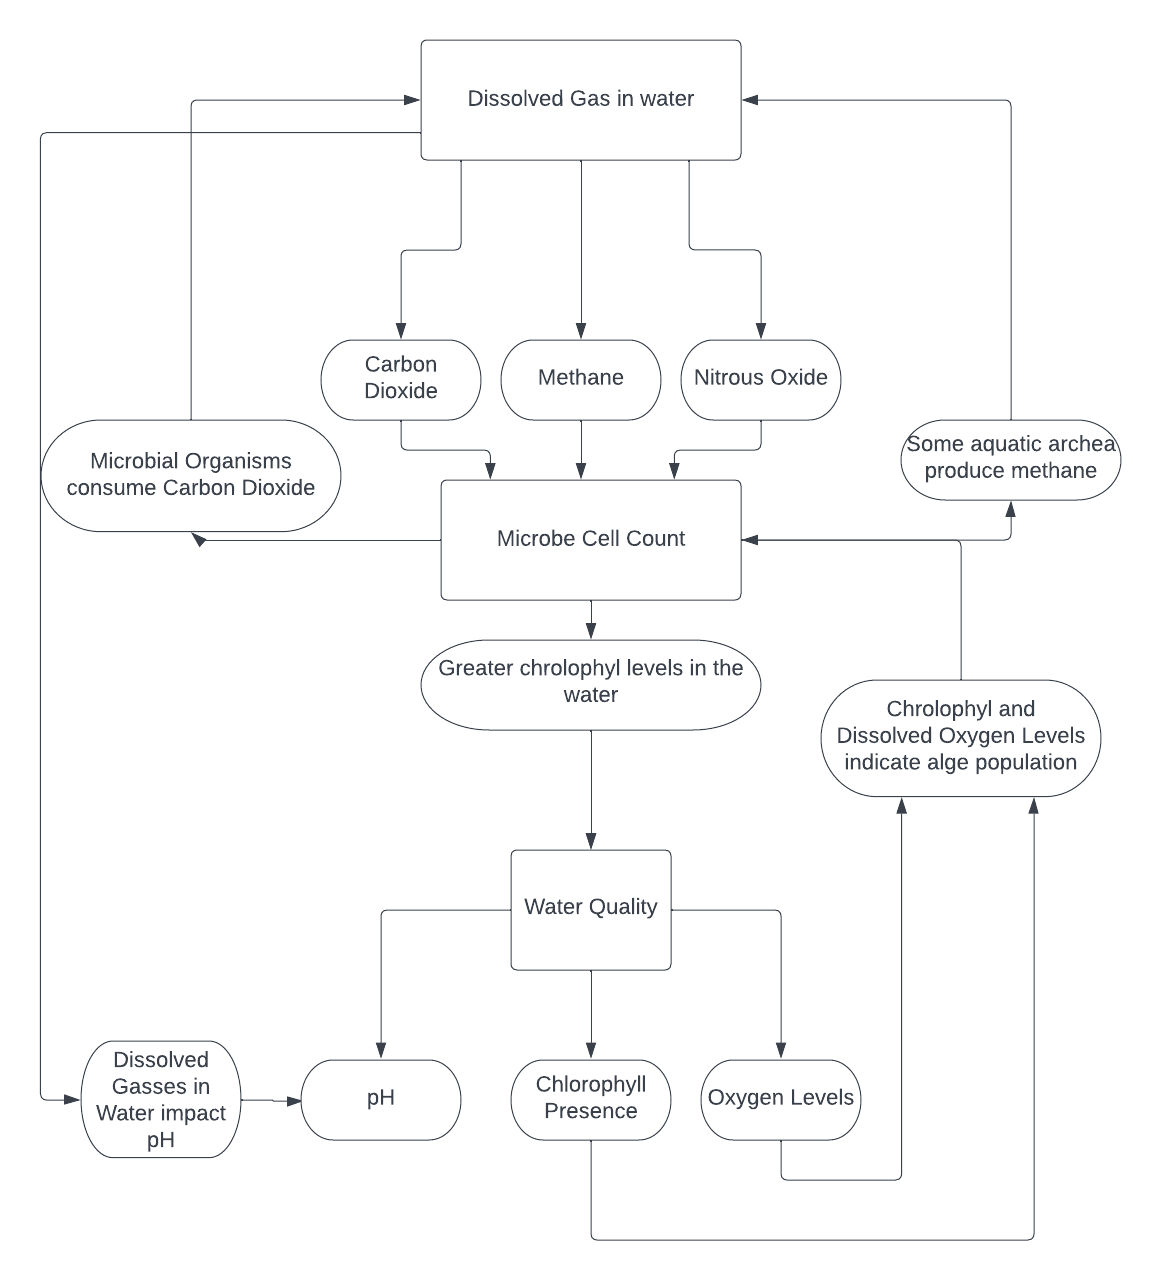 Dissolved Gas in water
Carbon
Dioxide
Methane
Nitrous Oxide
Microbial Organisms
consume Carbon Dioxide
Some aquatic archea
produce methane
Microbe Cell Count
Greater chrolophyl levels in the
water
Chrolophyl and
Dissolved Oxygen Levels
indicate alge population
Water Quality
Dissolved
Gasses in
Water impact
pH
pH
Chlorophyll
Presence
Oxygen Levels